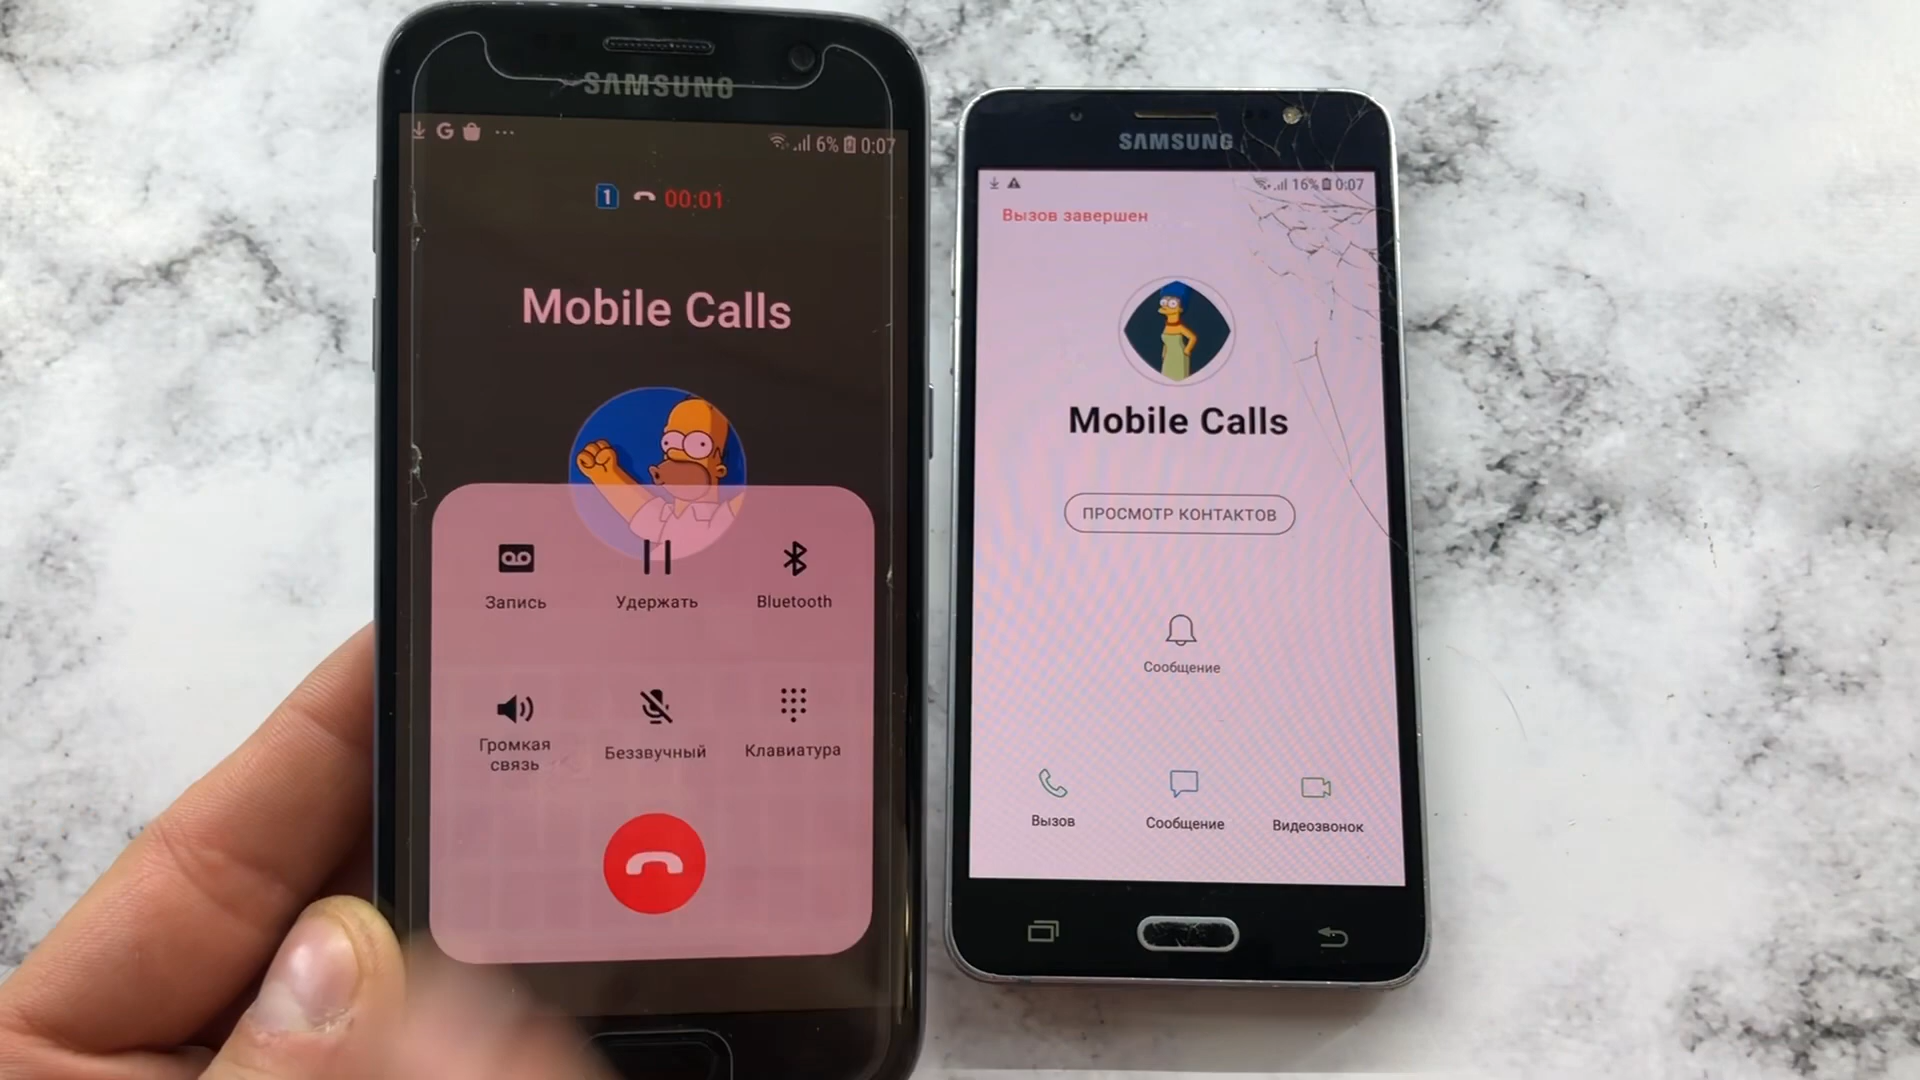 SAMSUNG
G ... 6% 0:07
1 00:01
Mobile Calls
Запись
Удержать
Bluetooth
Громкая
связь
Беззвучный
Клавиатура
SAMSUNG
16% 0:07
Вызов завершен
Mobile Calls
ПРОСМОТР КОНТАКТОВ
Сообщение
Вызов
Сообщение
Видеозвонок